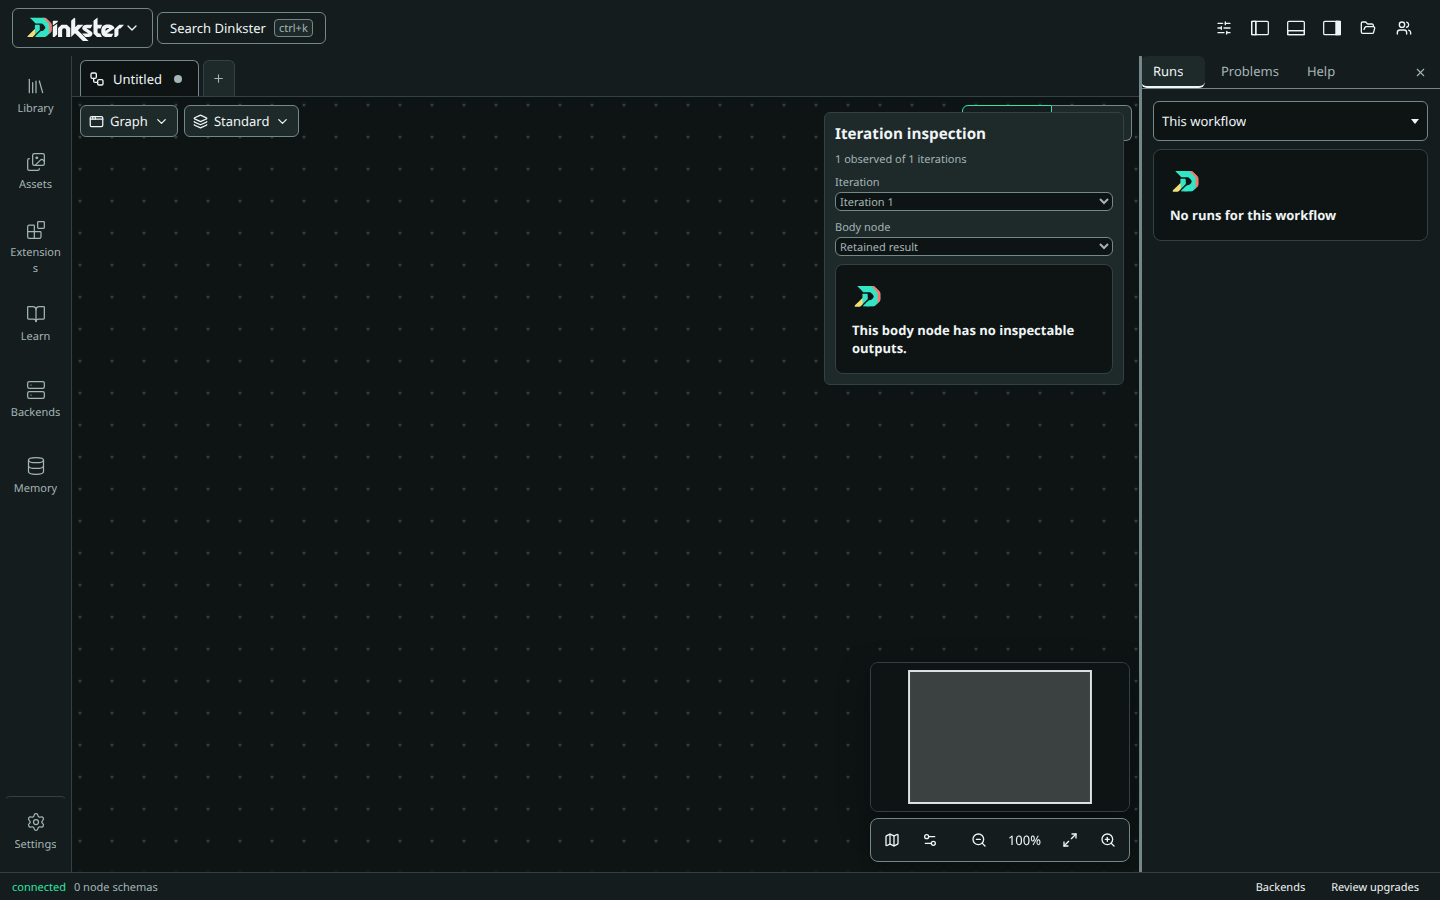 Dinkster
Search Dinkster ctrl+k
Untitled
Runs
Problems
Help
Library
Assets
Extension
s
Learn
Backends
Memory
Settings
Graph
Standard
Iteration inspection
1 observed of 1 iterations
Iteration
Iteration 1
Body node
Retained result
This body node has no inspectable
outputs.
This workflow
No runs for this workflow
100%
connected 0 node schemas
Backends
Review upgrades